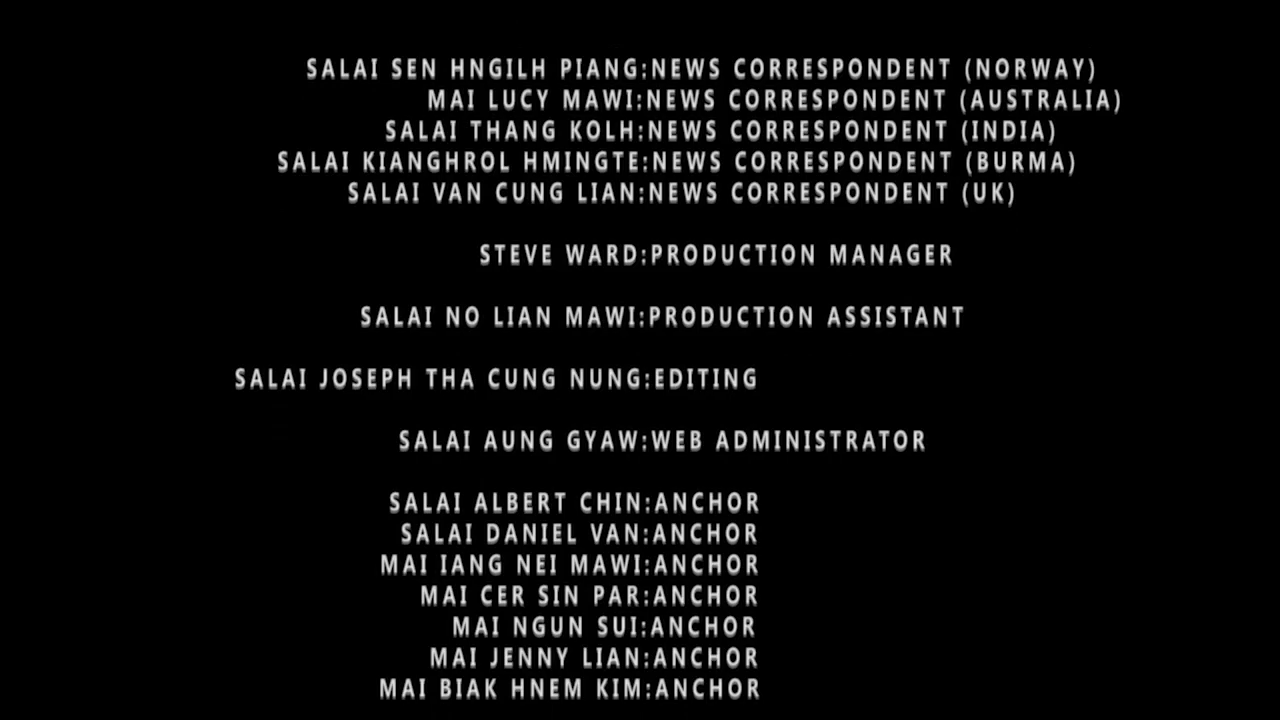 SALAI SEN HNGILH PIANG:NEWS CORRESPONDENT (NORWAY)
MAI LUCY MAWI:NEWS CORRESPONDENT (AUSTRALIA)
SALAI THANG KOLH:NEWS CORRESPONDENT (INDIA)
SALAI KIANGHROL HMINGTE:NEWS CORRESPONDENT (BURMA)
SALAI VAN CUNG LIAN:NEWS CORRESPONDENT (UK)
STEVE WARD:PRODUCTION MANAGER
SALAI NO LIAN MAWI:PRODUCTION ASSISTANT
SALAI JOSEPH THA CUNG NUNG:EDITING
SALAI AUNG GYAW:WEB ADMINISTRATOR
SALAI ALBERT CHIN:ANCHOR
SALAI DANIEL VAN:ANCHOR
MAI IANG NEI MAWI:ANCHOR
MAI CER SIN PAR:ANCHOR
MAI NGUN SUI:ANCHOR
MAI JENNY LIAN:ANCHOR
MAI BIAK HNEM KIM:ANCHOR